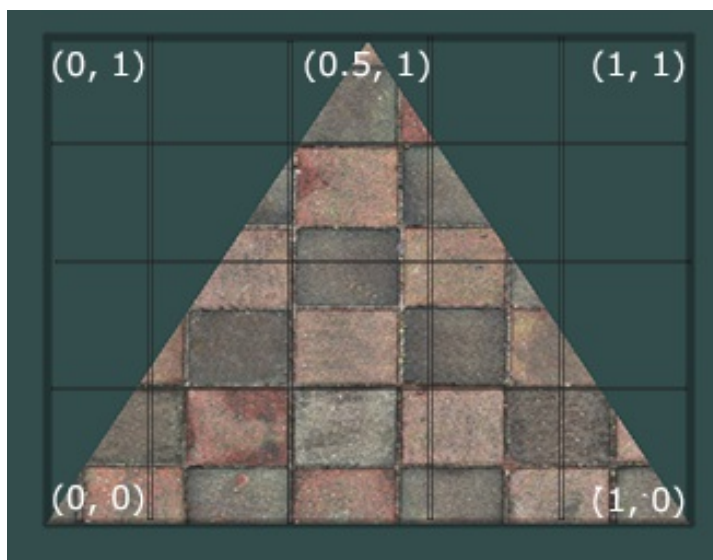 (0, 1) (0.5, 1) (1, 1)
(0, 0) (1, 0)